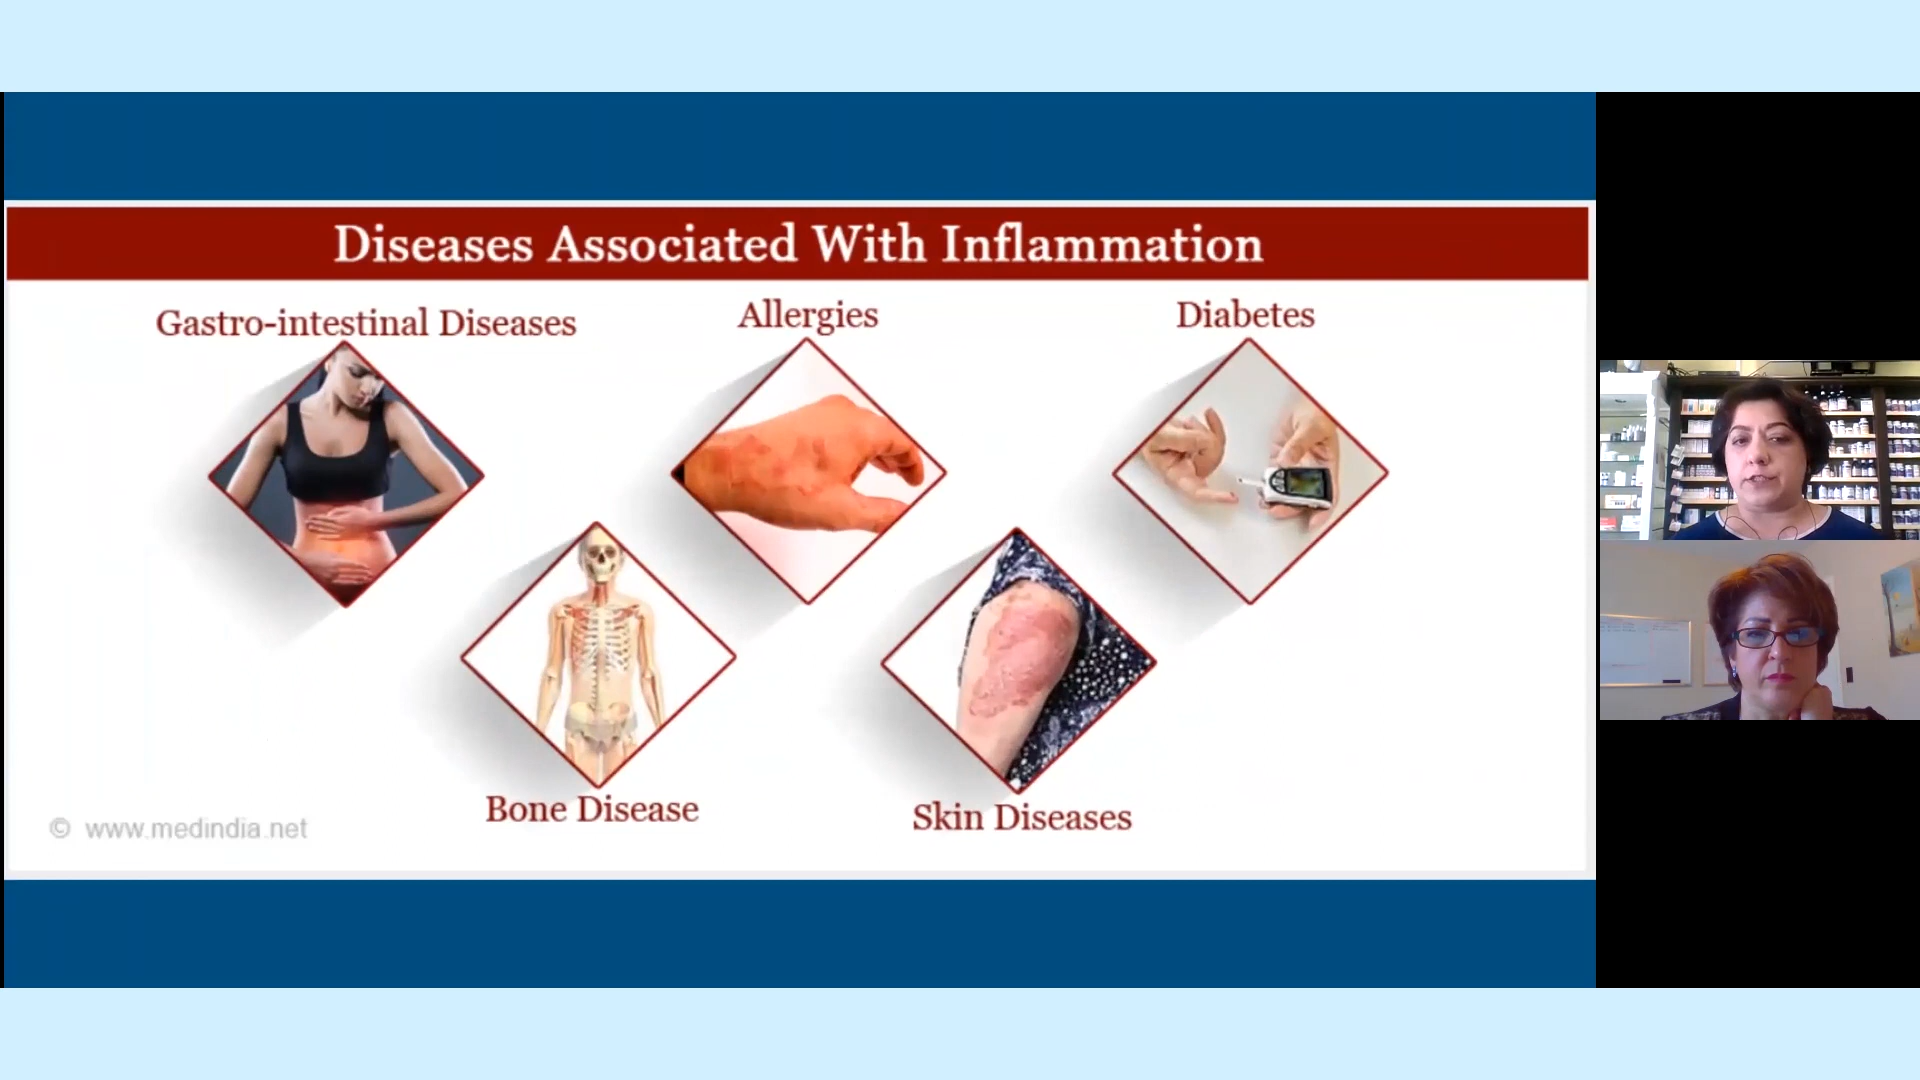 Diseases Associated With Inflammation
Gastro-intestinal Diseases
Allergies
Diabetes
Bone Disease
Skin Diseases
© www.medindia.net